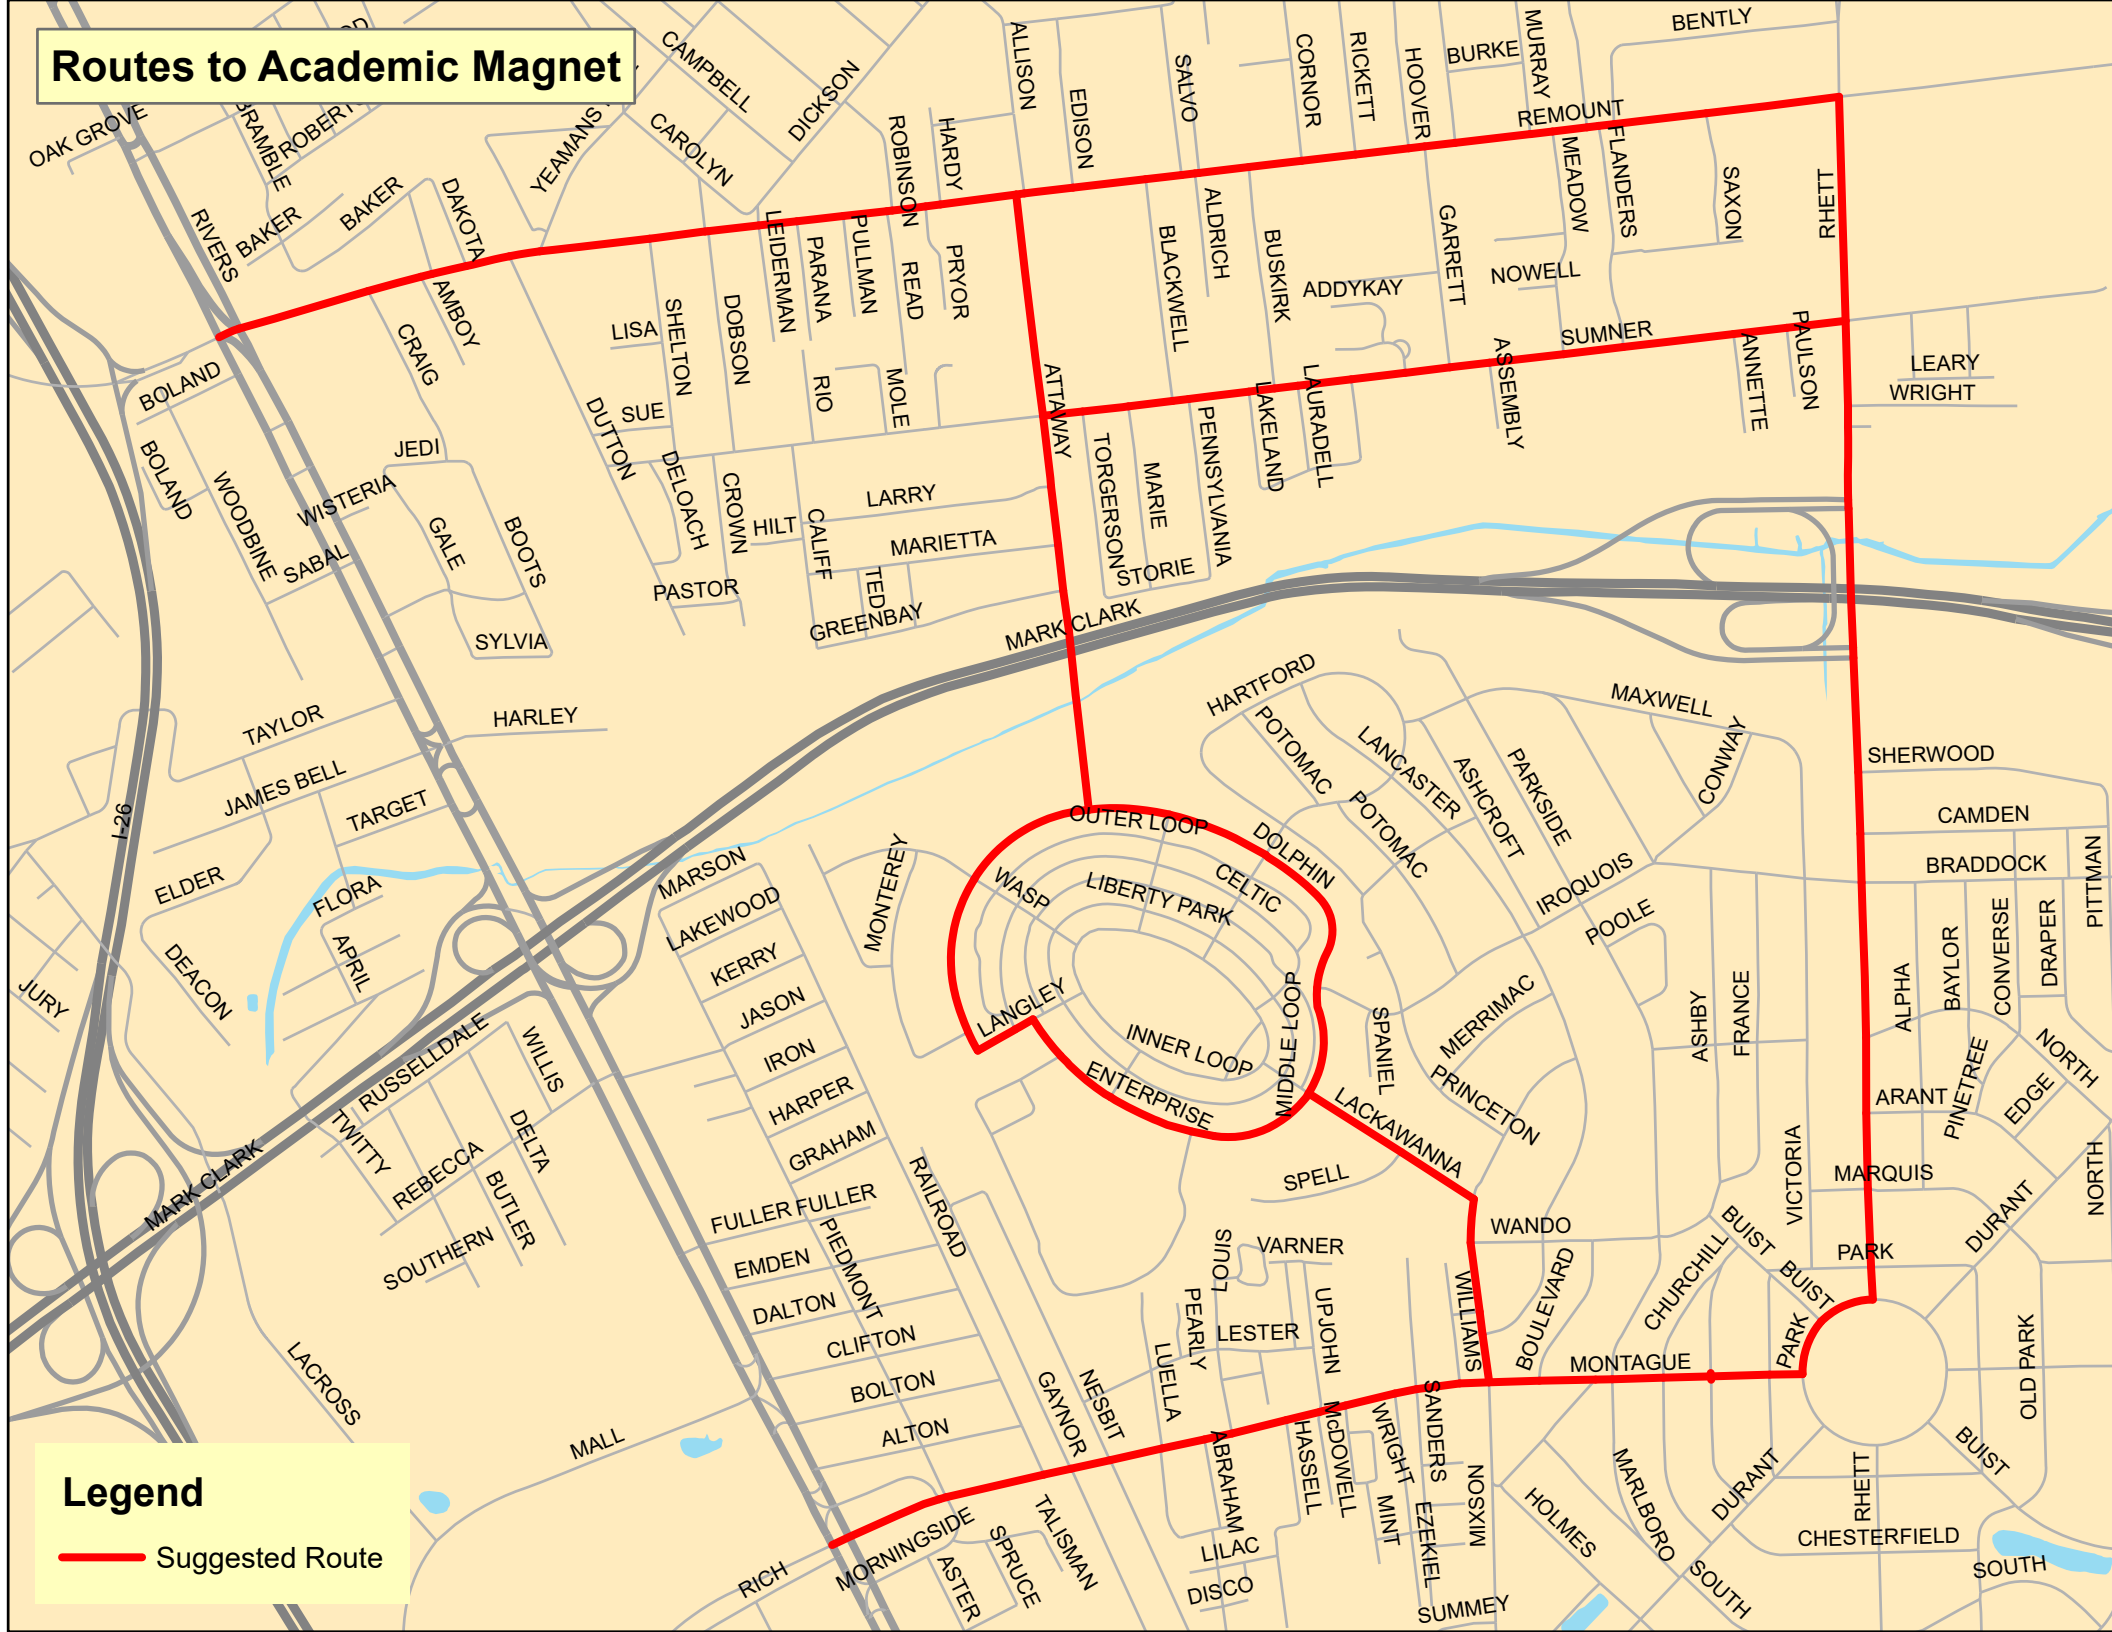 Routes to Academic Magnet
OAK GROVE
BRAMBLE
CAMPBELL
DICKSON
CAROLYN
ALLISON
EDISON
SALVO
CORNOR
RICKETT
HOOVER
BURKE
MURRAY
BENTLY
REMOUNT
ROBINSON
HARDY
MEADOW
FLANDERS
SAXON
RHETT
RIVERS
BAKER
BAKER
DAKOTA
LEIDERMAN
PARANA
PULLMAN
READ
PRYOR
BLACKWELL
ALDRICH
BUSKIRK
GARRETT
ADDYKAY
NOWELL
AMBOY
CRAIG
LISA
SHELTON
DOBSON
SUMNER
ASSEMBLY
ANNETTE
PAULSON
LEARY
WRIGHT
BOLAND
BOLAND
WOODBINE
WISTERIA
SABAL
JEDI
GALE
BOOTS
SYLVIA
DUTTON
SUE
DELOACH
CROWN
RIO
MOLE
ATTAWAY
HILT
CALIFF
LARRY
MARIETTA
TED
GREENBAY
PASTOR
TORGERSON
MARIE
PENNSYLVANIA
LAKELAND
LAURADELL
STORIE
MARK CLARK
HARTFORD
POTOMAC
LANCASTER
POTOMAC
ASHCROFT
PARKSIDE
MAXWELL
CONWAY
SHERWOOD
CAMDEN
BRADDOCK
PITTMAN
TAYLOR
HARLEY
JAMES BELL
TARGET
I-26
ELDER
FLORA
APRIL
DEACON
JURY
MARSON
LAKEWOOD
KERRY
JASON
IRON
HARPER
GRAHAM
MONTEREY
OUTER LOOP
WASP
LIBERTY PARK
CELTIC
DOLPHIN
LANGLEY
INNER LOOP
ENTERPRISE
MIDDLE LOOP
SPANIEL
IROQUOIS
POOLE
MERRIMAC
PRINCETON
LACKAWANNA
ASHBY
FRANCE
ALPHA
BAYLOR
CONVERSE
DRAPER
NORTH
EDGE
PINETREE
ARANT
VICTORIA
MARQUIS
DURANT
NORTH
PARK
RUSSELLDALE
WILLIS
TWITTY
REBECCA
DELTA
BUTLER
SOUTHERN
MARK CLARK
LACROSS
MALL
FULLER FULLER
EMDEN
DALTON
CLIFTON
BOLTON
ALTON
PIEDMONT
RAILROAD
GAYNOR
NESBIT
SPELL
LOUIS
VARNER
PEARLY
LESTER
UPJOHN
LUELLA
WILLIAMS
WANDO
BOULEVARD
CHURCHILL
BUIST
BUIST
PARK
MONTAGUE
OLD PARK
BUIST
RHETT
DURANT
CHESTERFIELD
SOUTH
SOUTH
MARLBORO
HOLMES
MIXSON
SANDERS
WRIGHT
McDOWELL
HASSELL
ABRAHAM
MINT
EZEKIEL
SUMMEY
LILAC
DISCO
TALISMAN
SPRUCE
ASTER
MORNINGSIDE
RICH
Legend
Suggested Route